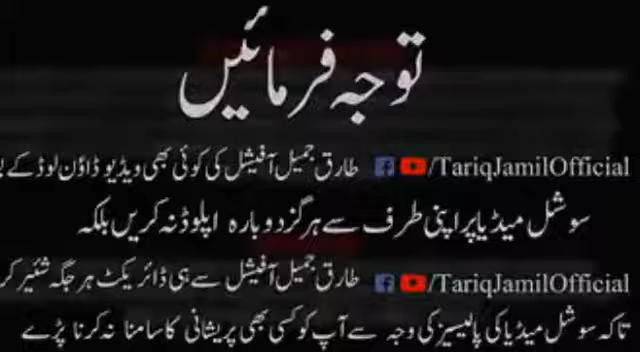 توجہ فرمائیں
/TariqJamilOfficial طارق جمیل آفیشل کی کوئی بھی ویڈیو ڈاؤن لوڈ کے
سوشل میڈیا پر اپنی طرف سے ہرگز دوبارہ اپلوڈ نہ کریں بلکہ
/TariqJamilOfficial طارق جمیل آفیشل سے ہی ڈائریکٹ ہر جگہ شئیر کر
تاکہ سوشل میڈیا کی پالیسیز کی وجہ سے آپ کو کسی بھی پریشانی کا سامنا نہ کرنا پڑے